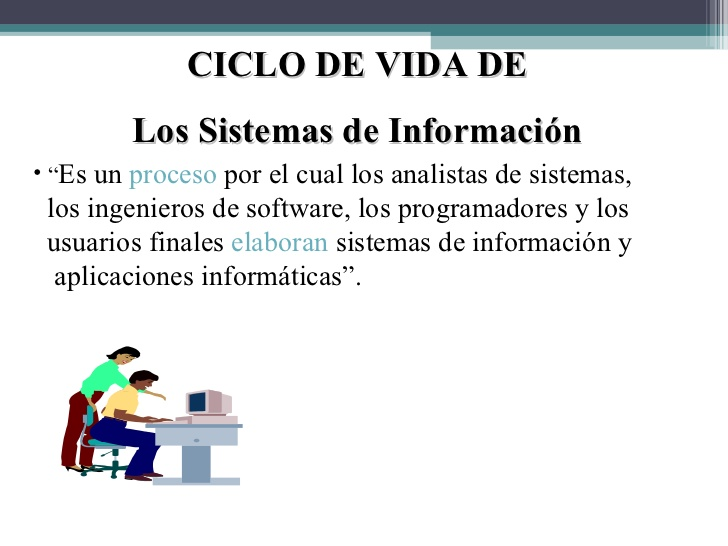 CICLO DE VIDA DE
Los Sistemas de Información
• “Es un proceso por el cual los analistas de sistemas,
los ingenieros de software, los programadores y los
usuarios finales elaboran sistemas de información y
aplicaciones informáticas”.